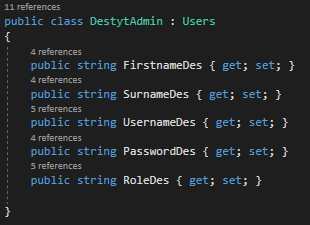 11 references
public class DestytAdmin : Users
{
4 references
public string FirstnameDes { get; set; }
4 references
public string SurnameDes { get; set; }
5 references
public string UsernameDes { get; set; }
4 references
public string PasswordDes { get; set; }
5 references
public string RoleDes { get; set; }
}